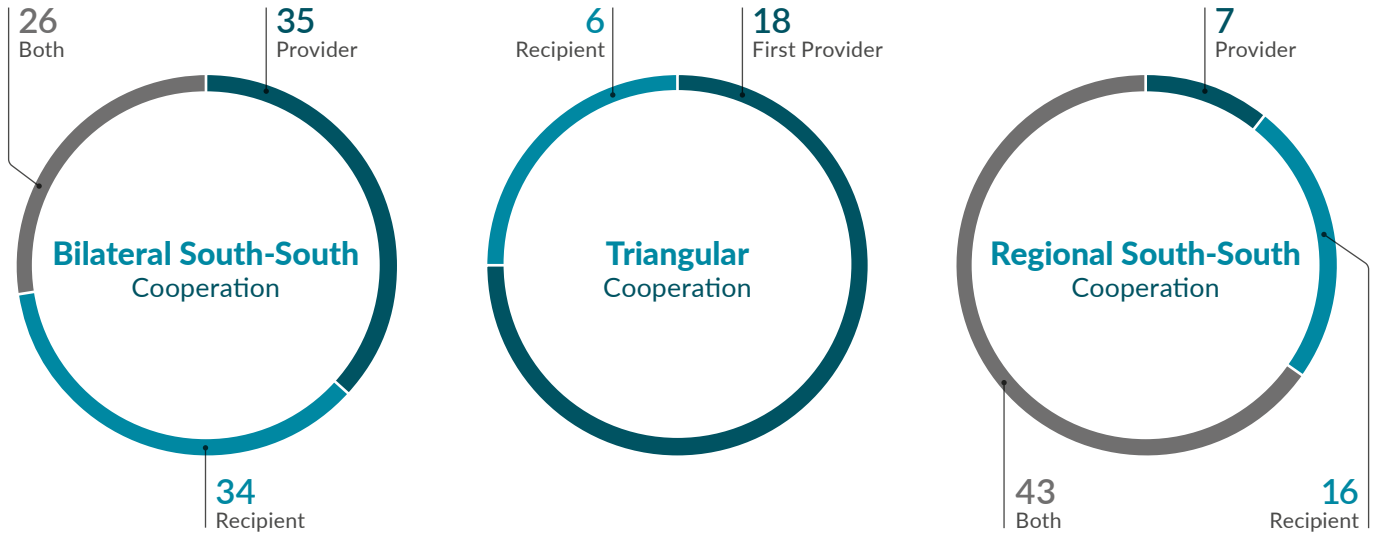 26
Both
35
Provider
Bilateral South-South
Cooperation
34
Recipient
6
Recipient
18
First Provider
Triangular
Cooperation
7
Provider
Regional South-South
Cooperation
43
Both
16
Recipient